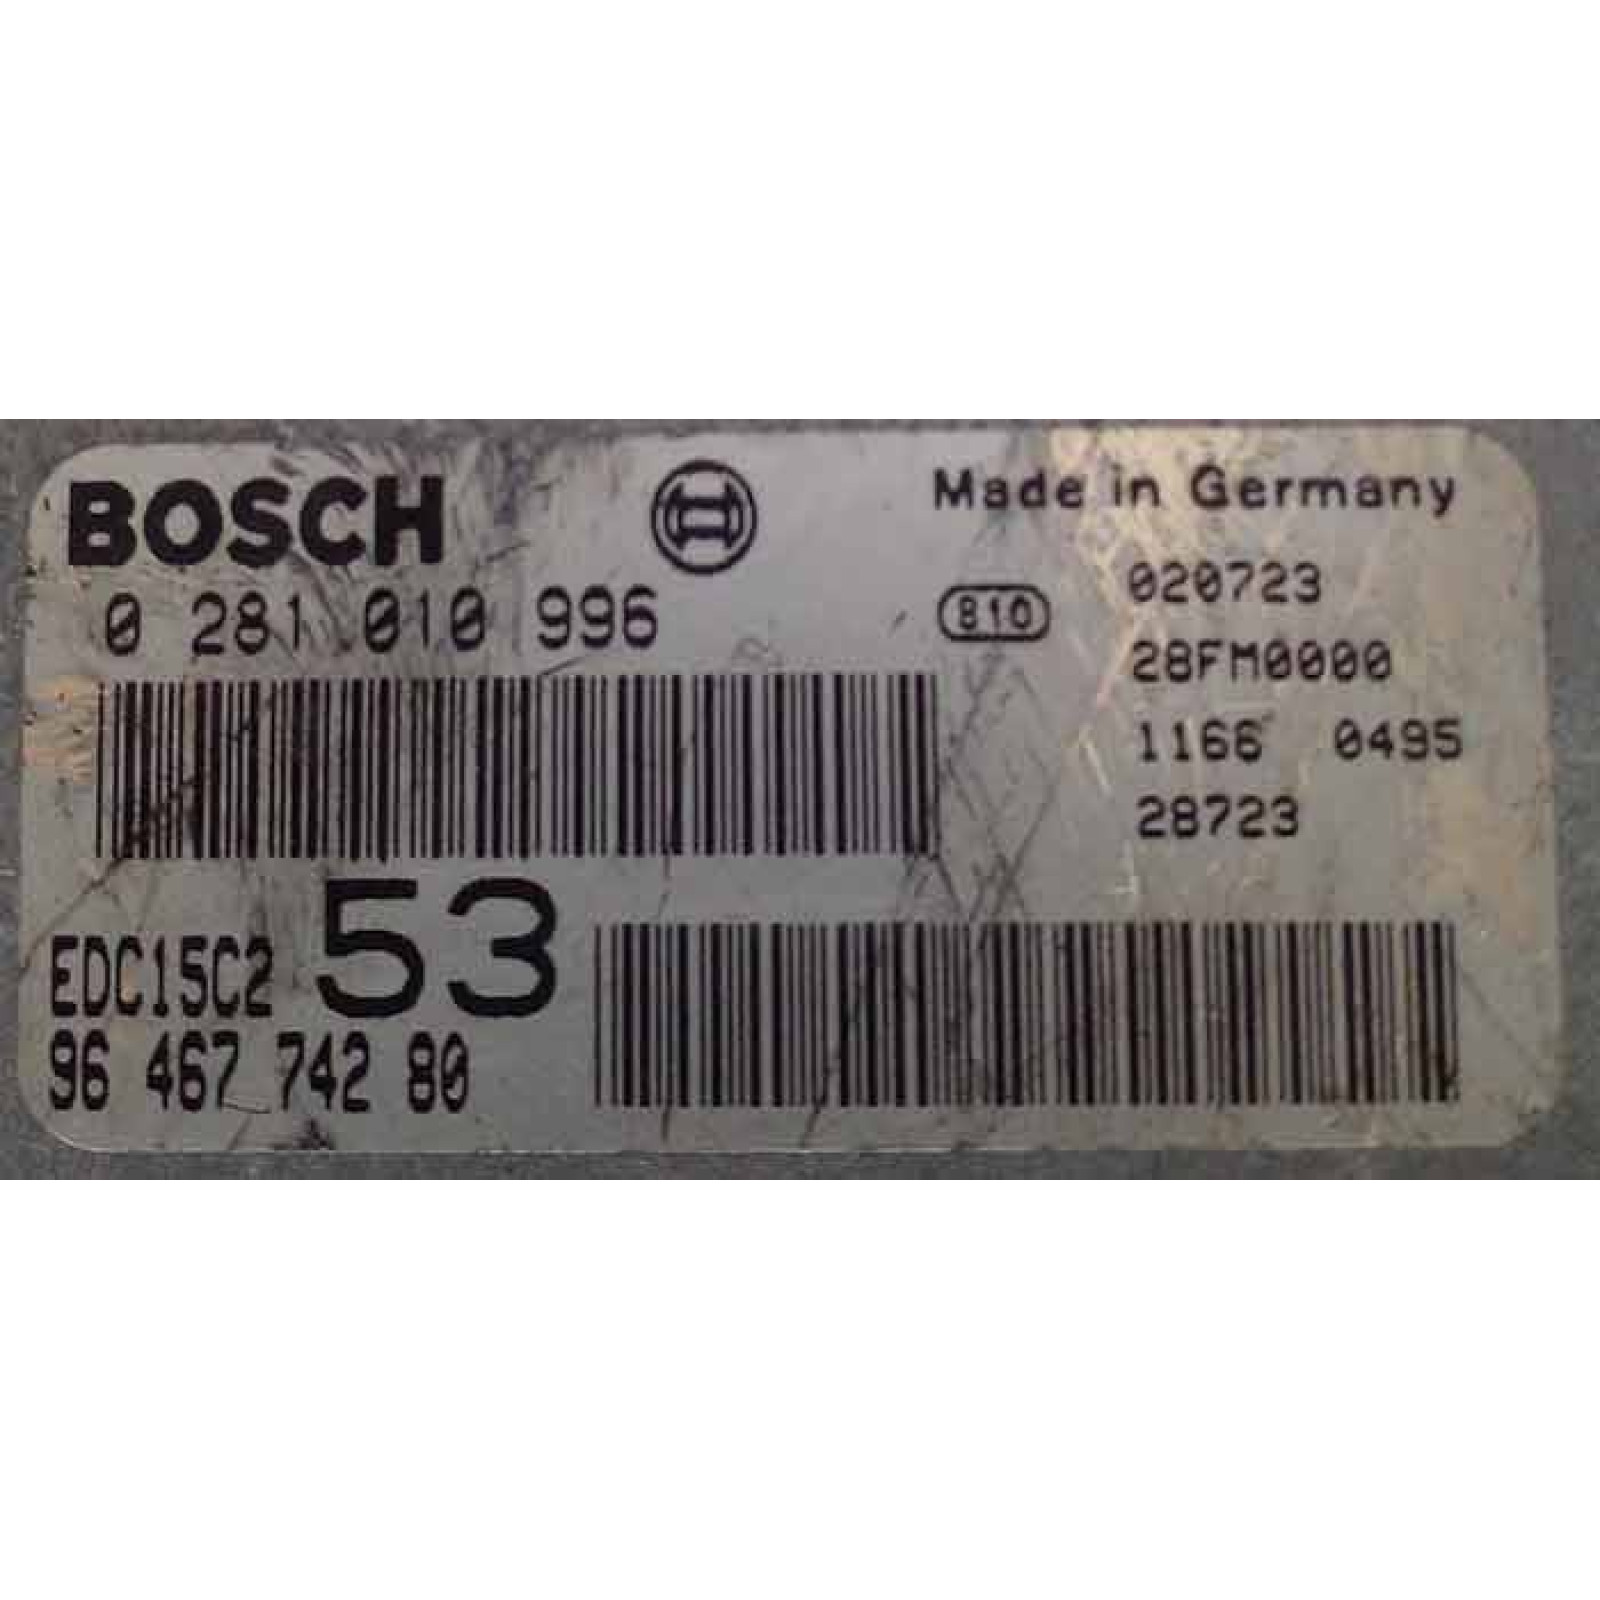 BOSCH
Made in Germany
0 281 010 996
810
020723
28FM0000
1166 0495
28723
EDC15C2 53
96 467 742 80